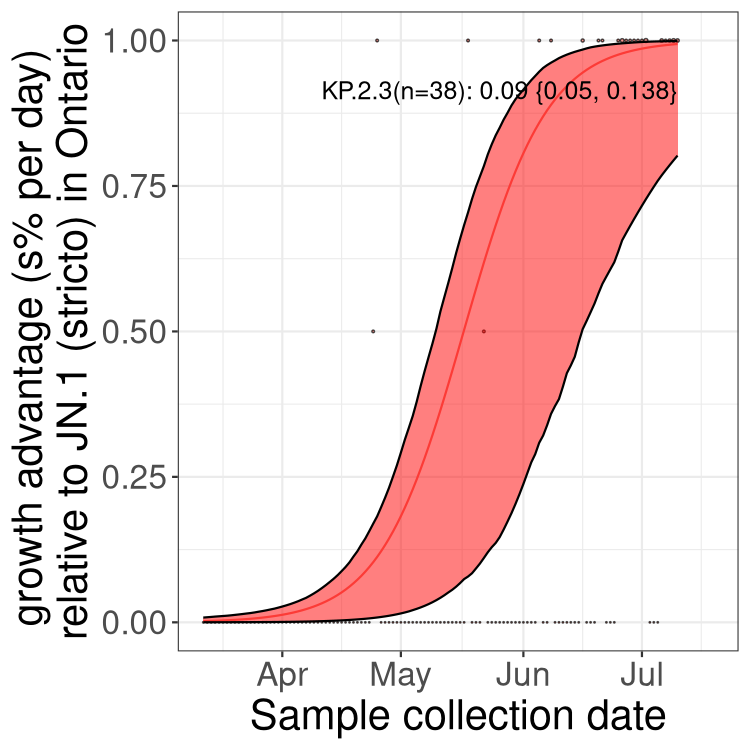 growth advantage (s% per day)
relative to JN.1 (stricto) in Ontario
1.00
0.75
0.50
0.25
0.00
KP.2.3(n=38): 0.09 {0.05, 0.138}
Apr May Jun Jul
Sample collection date